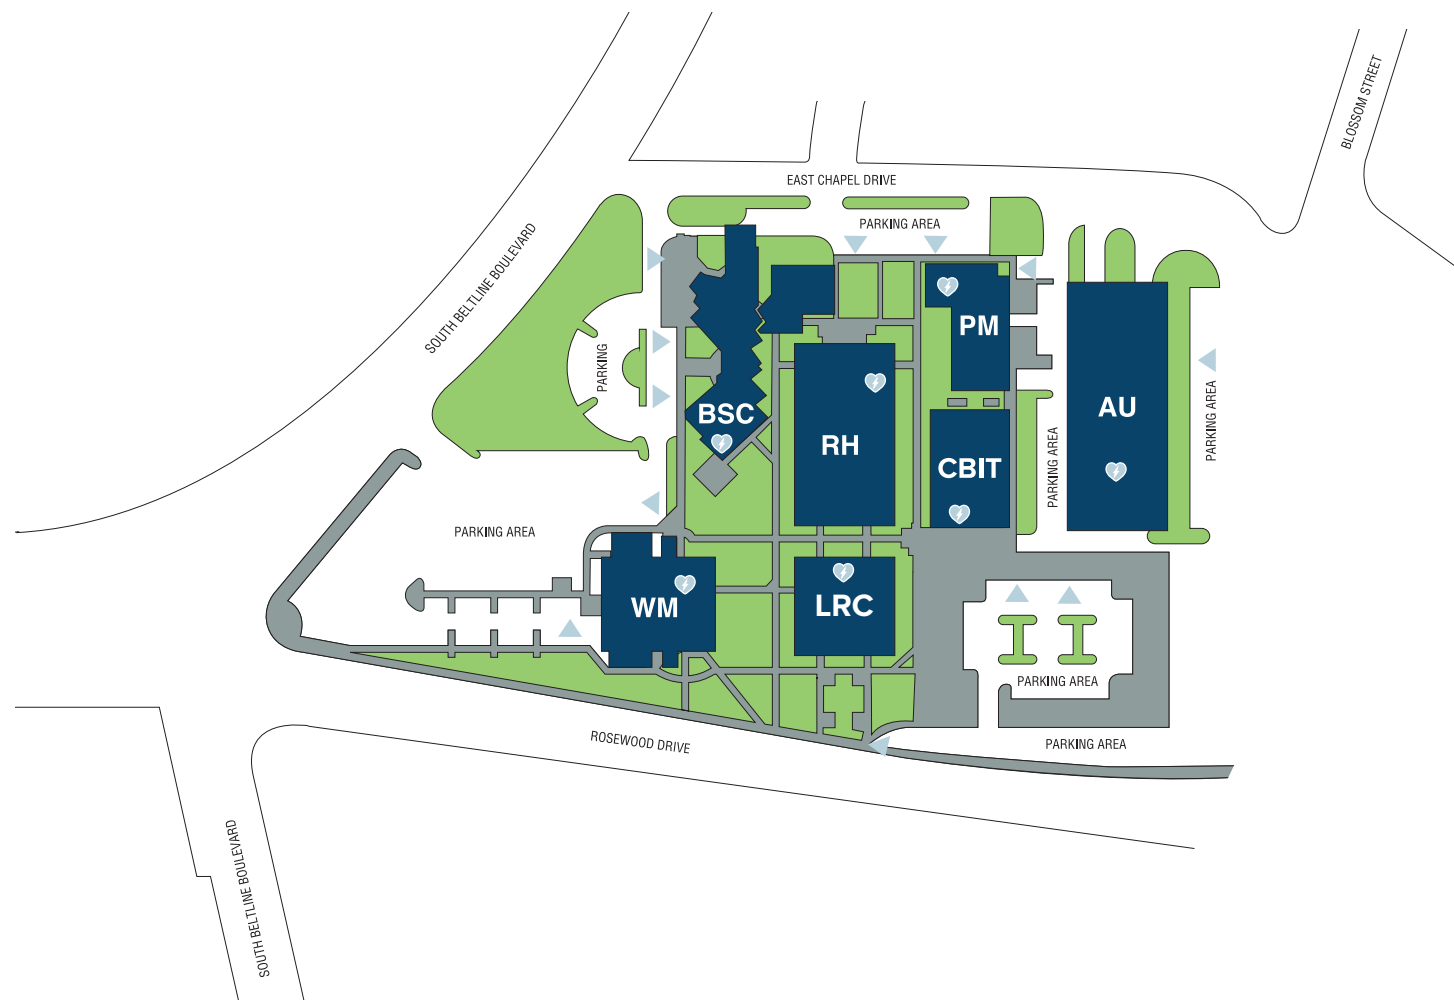 BLOSSOM STREET
EAST CHAPEL DRIVE
PARKING AREA
SOUTH BELTLINE BOULEVARD
PM
PARKING
AU
PARKING AREA
BSC
RH
CBIT
PARKING AREA
PARKING AREA
WM
LRC
PARKING AREA
ROSEWOOD DRIVE
PARKING AREA
SOUTH BELTLINE BOULEVARD